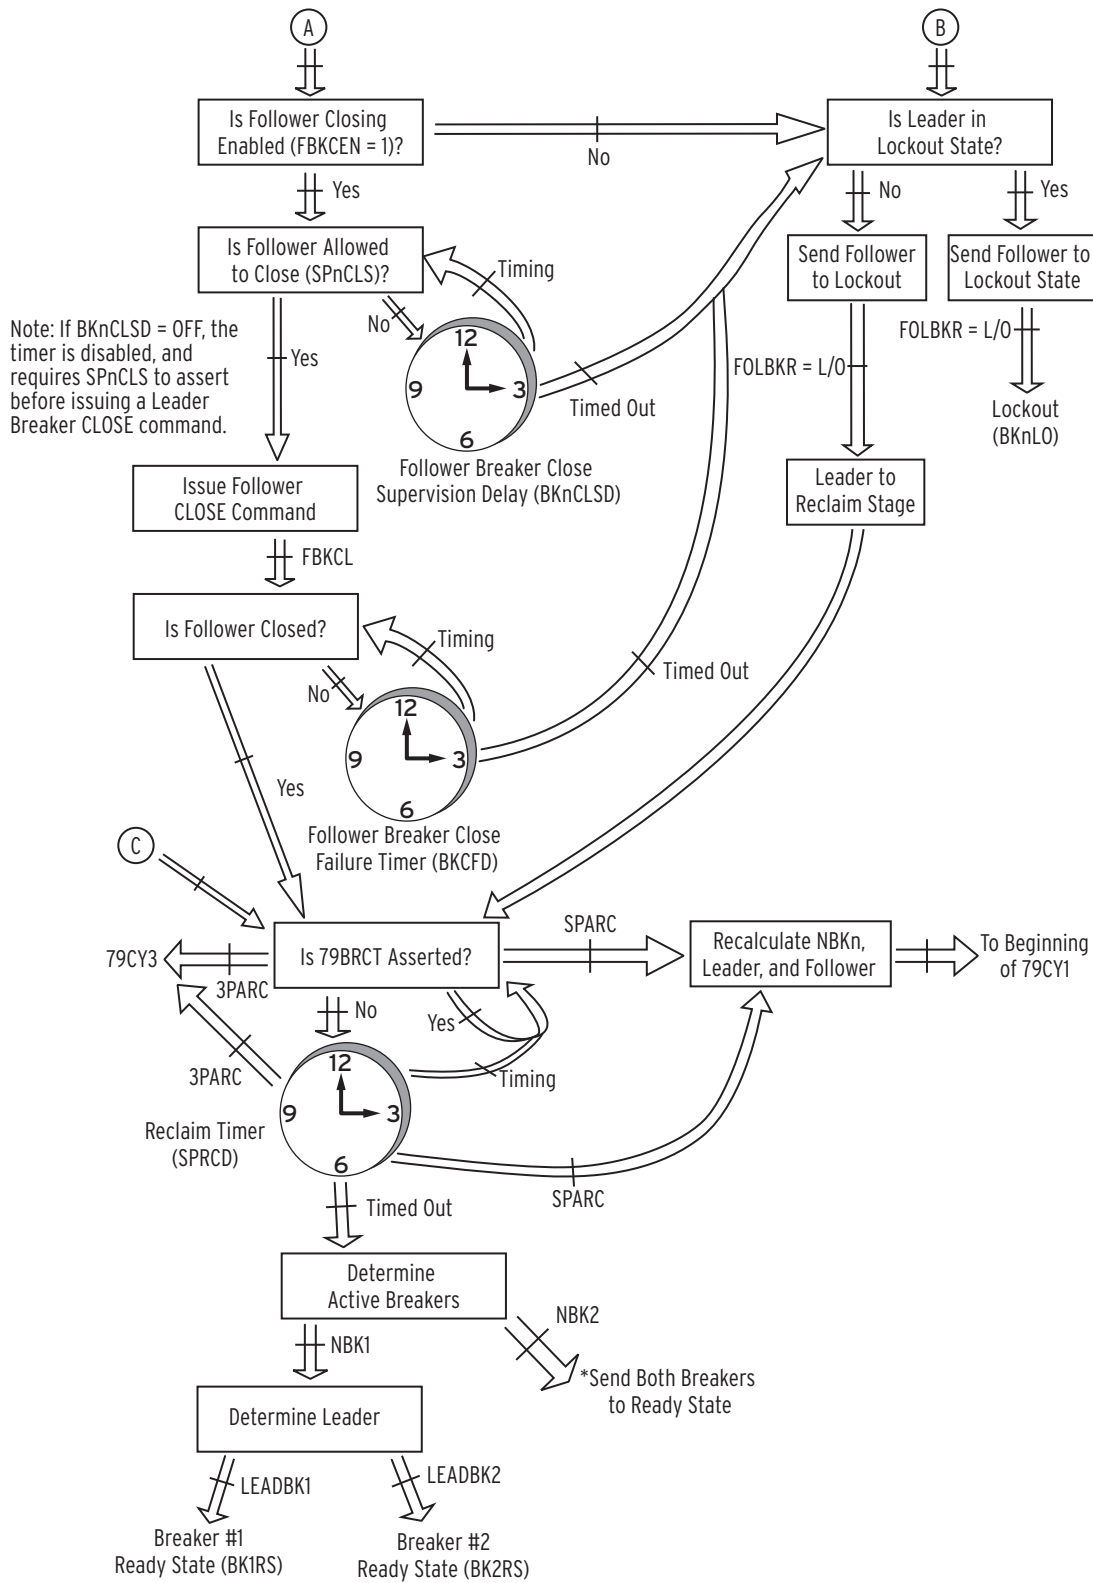 A
B
Is Follower Closing
Enabled (FBKCEN = 1)?
No
Is Leader in
Lockout State?
Yes
No
Yes
Is Follower Allowed
to Close (SPnCLS)?
Timing
Send Follower
to Lockout
Send Follower to
Lockout State
Note: If BKnCLSD = OFF, the
timer is disabled, and
requires SPnCLS to assert
before issuing a Leader
Breaker CLOSE command.
Yes
No
12
9
3
6
Timed Out
FOLBKR = L/O
FOLBKR = L/O
Lockout
(BKnLO)
Follower Breaker Close
Supervision Delay (BKnCLSD)
Issue Follower
CLOSE Command
Leader to
Reclaim Stage
FBKCL
Is Follower Closed?
Timing
No
Timed Out
12
9
3
6
Yes
Follower Breaker Close
Failure Timer (BKCFD)
C
79CY3
3PARC
Is 79BRCT Asserted?
SPARC
Recalculate NBKn,
Leader, and Follower
To Beginning
of 79CY1
No
Yes
3PARC
Timing
12
9
3
6
Reclaim Timer
(SPRCD)
SPARC
Timed Out
Determine
Active Breakers
NBK1
NBK2
*Send Both Breakers
to Ready State
Determine Leader
LEADBK1
LEADBK2
Breaker #1
Ready State (BK1RS)
Breaker #2
Ready State (BK2RS)